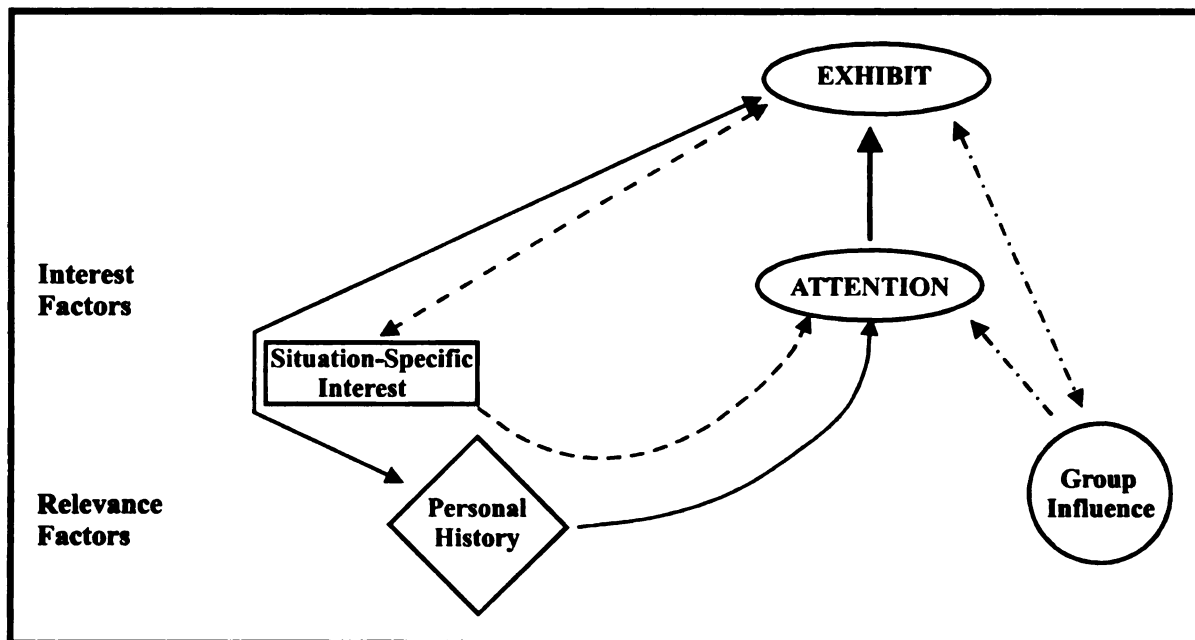 EXHIBIT
Interest
Factors
ATTENTION
Situation-Specific
Interest
Relevance
Factors
Personal
History
Group
Influence